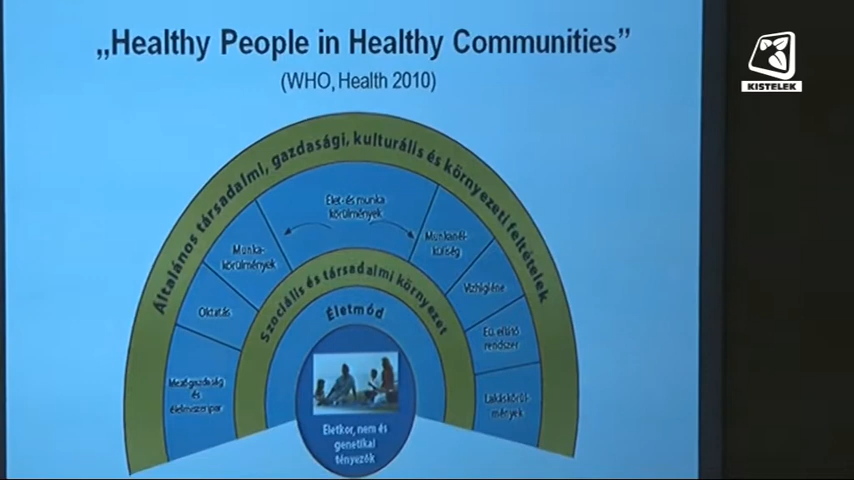 „Healthy People in Healthy Communities”
(WHO, Health 2010)
KISTELEK
Általános társadalmi, gazdasági, kulturális és környezeti feltételek
Élet- és munka
körülmények
Munka-
körülmények
Munkanél-
küliség
Oktatás
Vízhigiéné
Szociális és társadalmi környezet
Életmód
Eü. ellátó
rendszer
Mezőgazdaság
és
élelmiszeripar
Lakáskörül-
mények
Életkor, nem és
genetikai
tényezők